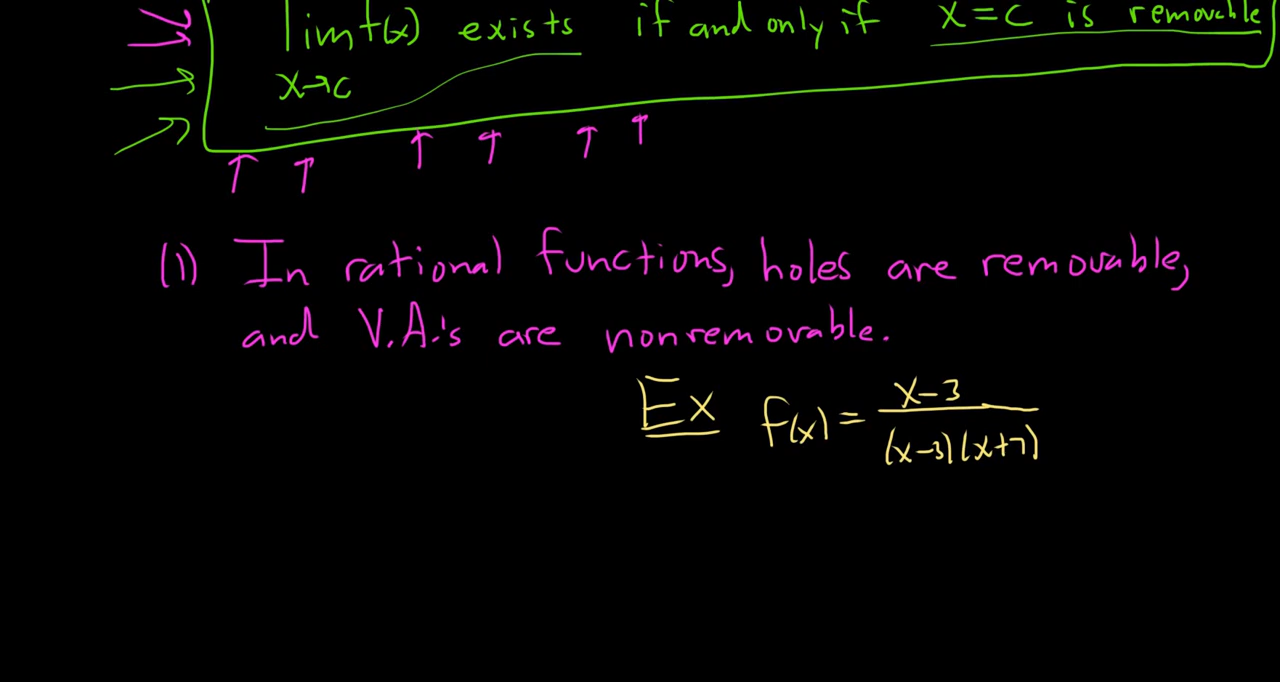 lim f(x) exists if and only if x=c is removable
x→c
(1) In rational functions, holes are removable,
and V.A.'s are nonremovable.
Ex f(x) = x-3
(x-3)(x+7)